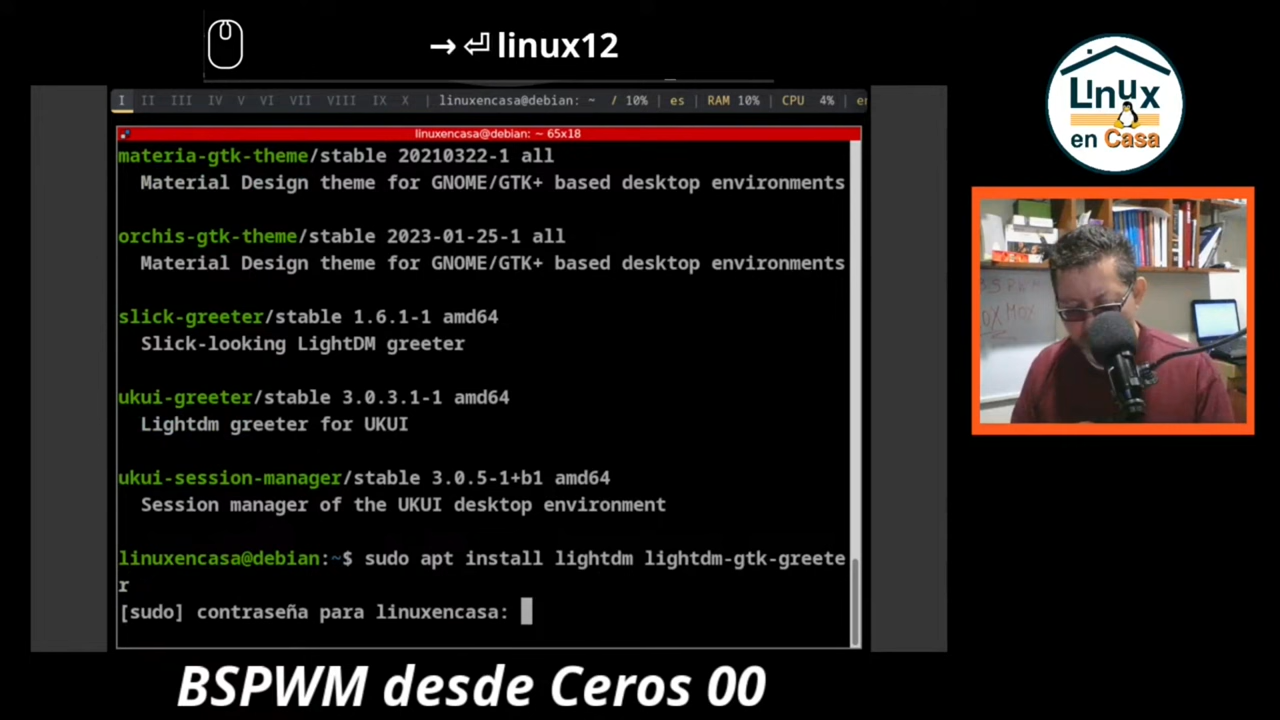 → ⏎ linux12
I II III IV V VI VII VIII IX X | linuxencasa@debian: ~ / 10% | es | RAM 10% | CPU 4% | en
linuxencasa@debian: ~ 65x18
materia-gtk-theme/stable 20210322-1 all
Material Design theme for GNOME/GTK+ based desktop environments
orchis-gtk-theme/stable 2023-01-25-1 all
Material Design theme for GNOME/GTK+ based desktop environments
slick-greeter/stable 1.6.1-1 amd64
Slick-looking LightDM greeter
ukui-greeter/stable 3.0.3.1-1 amd64
Lightdm greeter for UKUI
ukui-session-manager/stable 3.0.5-1+b1 amd64
Session manager of the UKUI desktop environment
linuxencasa@debian:~$ sudo apt install lightdm lightdm-gtk-greete
r
[sudo] contraseña para linuxencasa:
Linux
en Casa
BSPWM desde Ceros 00